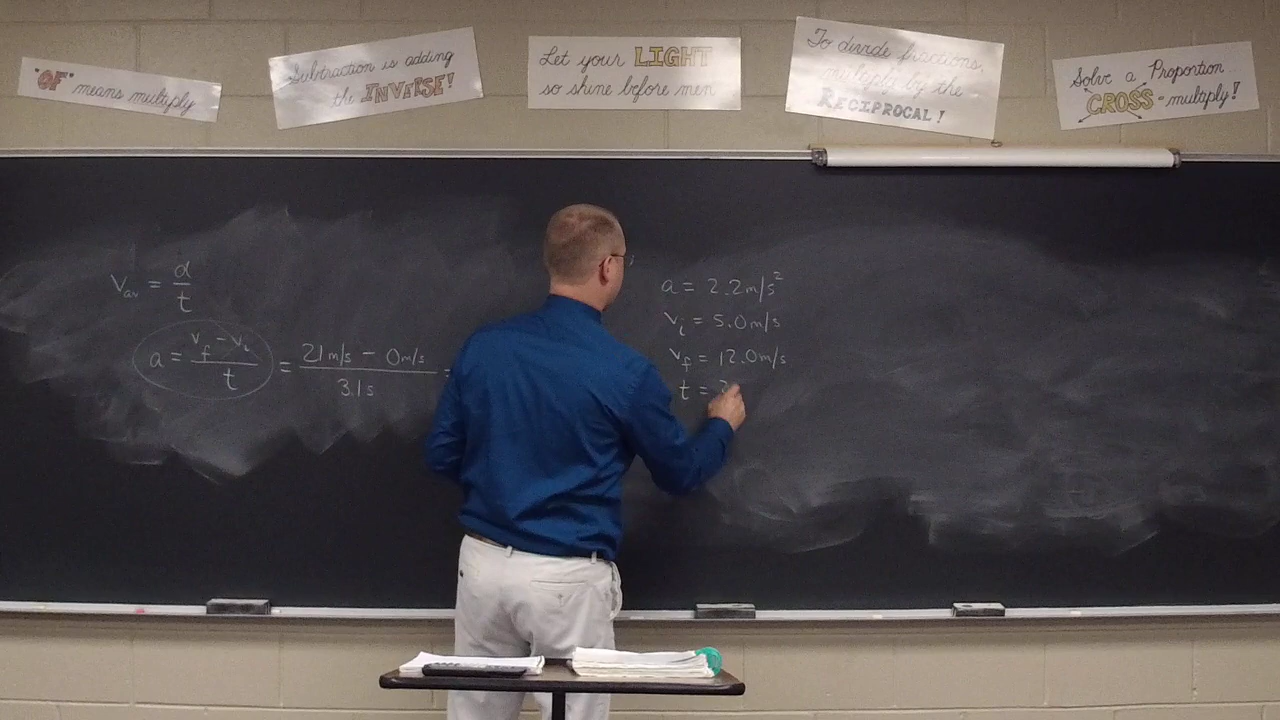 "OF" means multiply
Subtraction is adding
the INVERSE!
Let your LIGHT
so shine before men
To divide fractions,
multiply by the
RECIPROCAL!
Solve a Proportion
CROSS-multiply!
Vav = d/t
a = (vf - vi)/t = (21 m/s - 0 m/s)/3.1 s =
a = 2.2 m/s²
vi = 5.0 m/s
vf = 12.0 m/s
t =